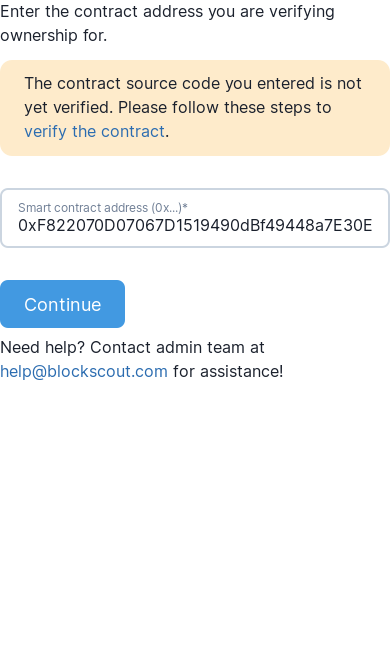 Enter the contract address you are verifying
ownership for.
The contract source code you entered is not
yet verified. Please follow these steps to
verify the contract.
Smart contract address (0x...)*
0xF822070D07067D1519490dBf49448a7E30E
Continue
Need help? Contact admin team at
help@blockscout.com for assistance!